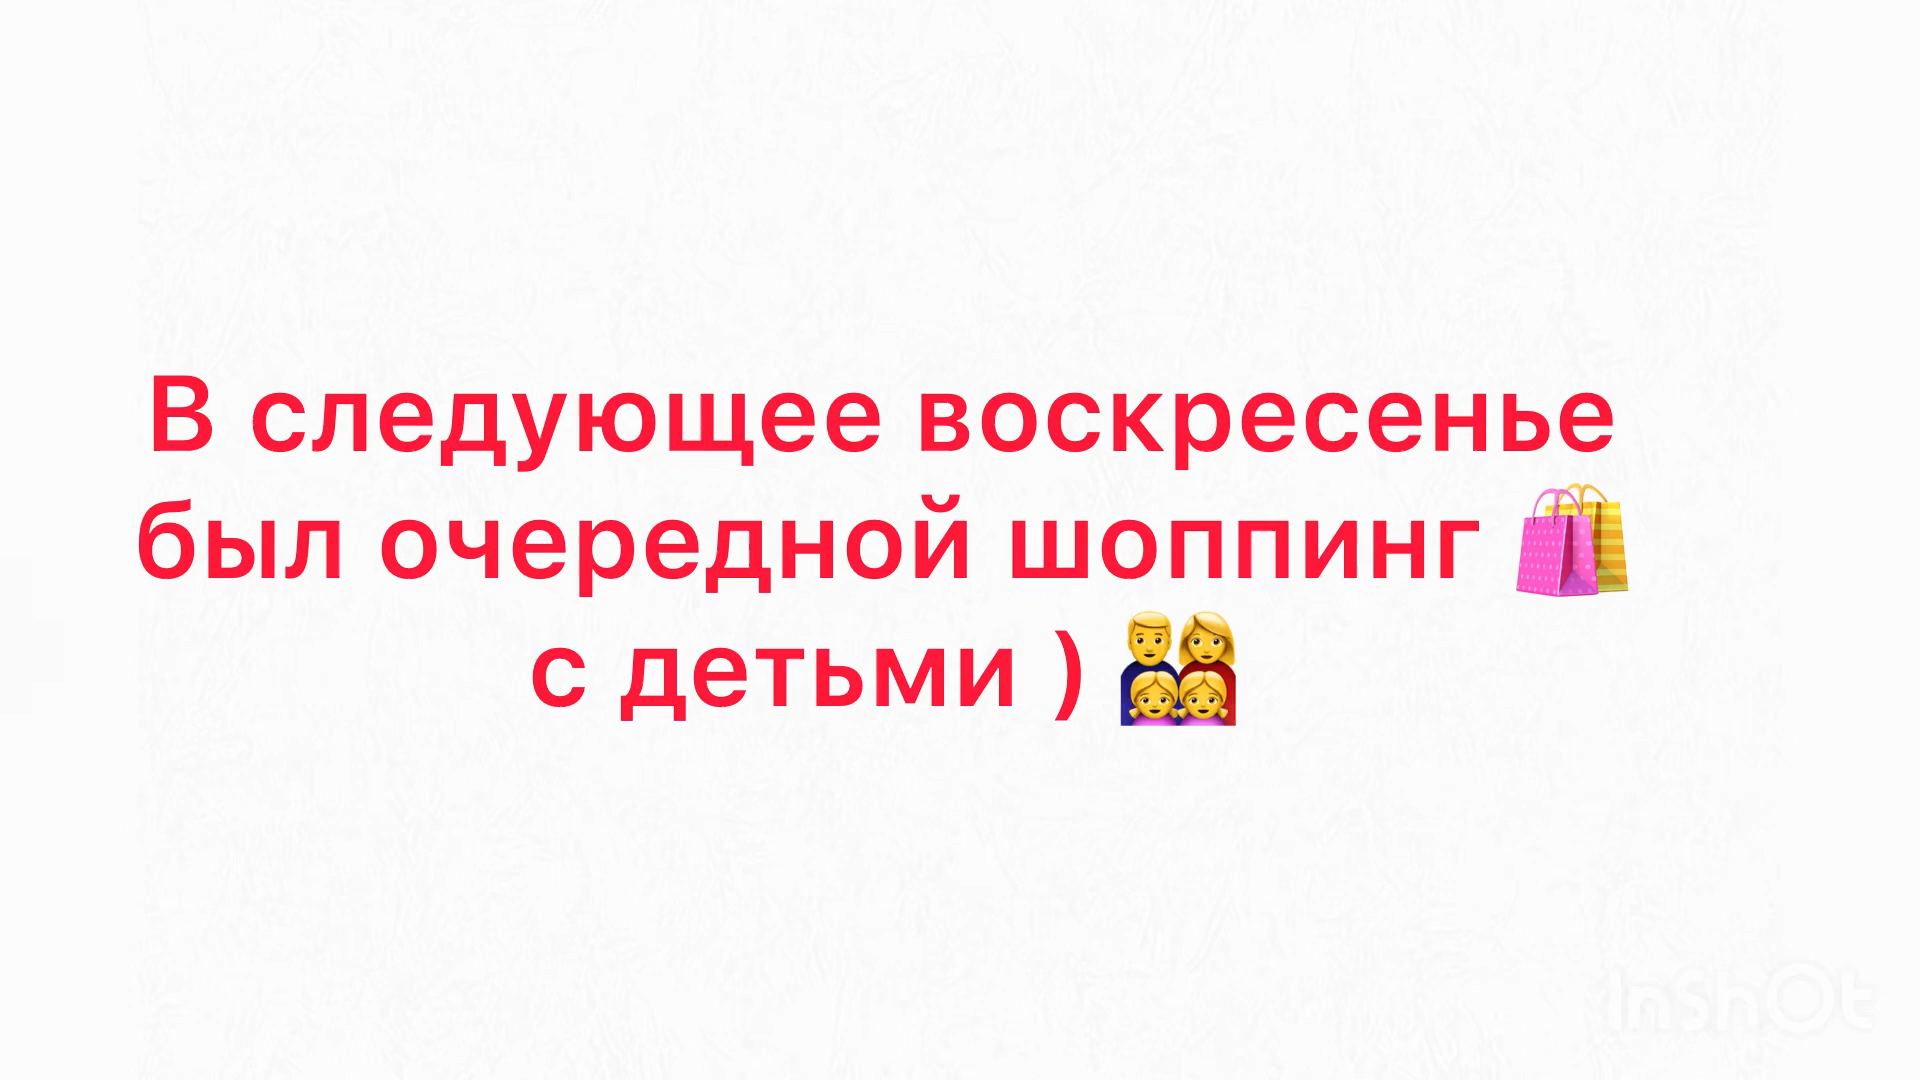 В следующее воскресенье
был очередной шоппинг 🛍️
с детьми ) 👨‍👩‍👧‍👧
InShOt